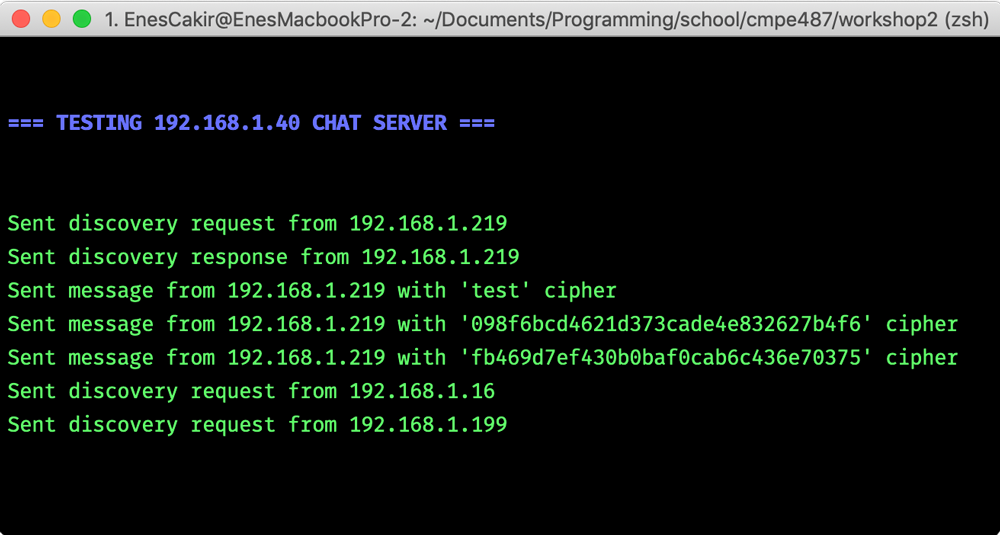 1. EnesCakir@EnesMacbookPro-2: ~/Documents/Programming/school/cmpe487/workshop2 (zsh)
=== TESTING 192.168.1.40 CHAT SERVER ===
Sent discovery request from 192.168.1.219
Sent discovery response from 192.168.1.219
Sent message from 192.168.1.219 with 'test' cipher
Sent message from 192.168.1.219 with '098f6bcd4621d373cade4e832627b4f6' cipher
Sent message from 192.168.1.219 with 'fb469d7ef430b0baf0cab6c436e70375' cipher
Sent discovery request from 192.168.1.16
Sent discovery request from 192.168.1.199